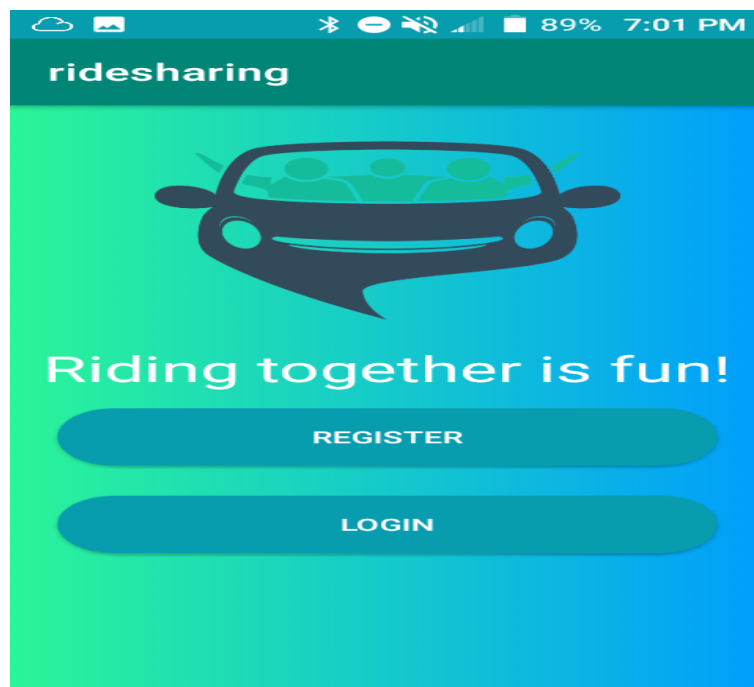 89% 7:01 PM
ridesharing
Riding together is fun!
REGISTER
LOGIN